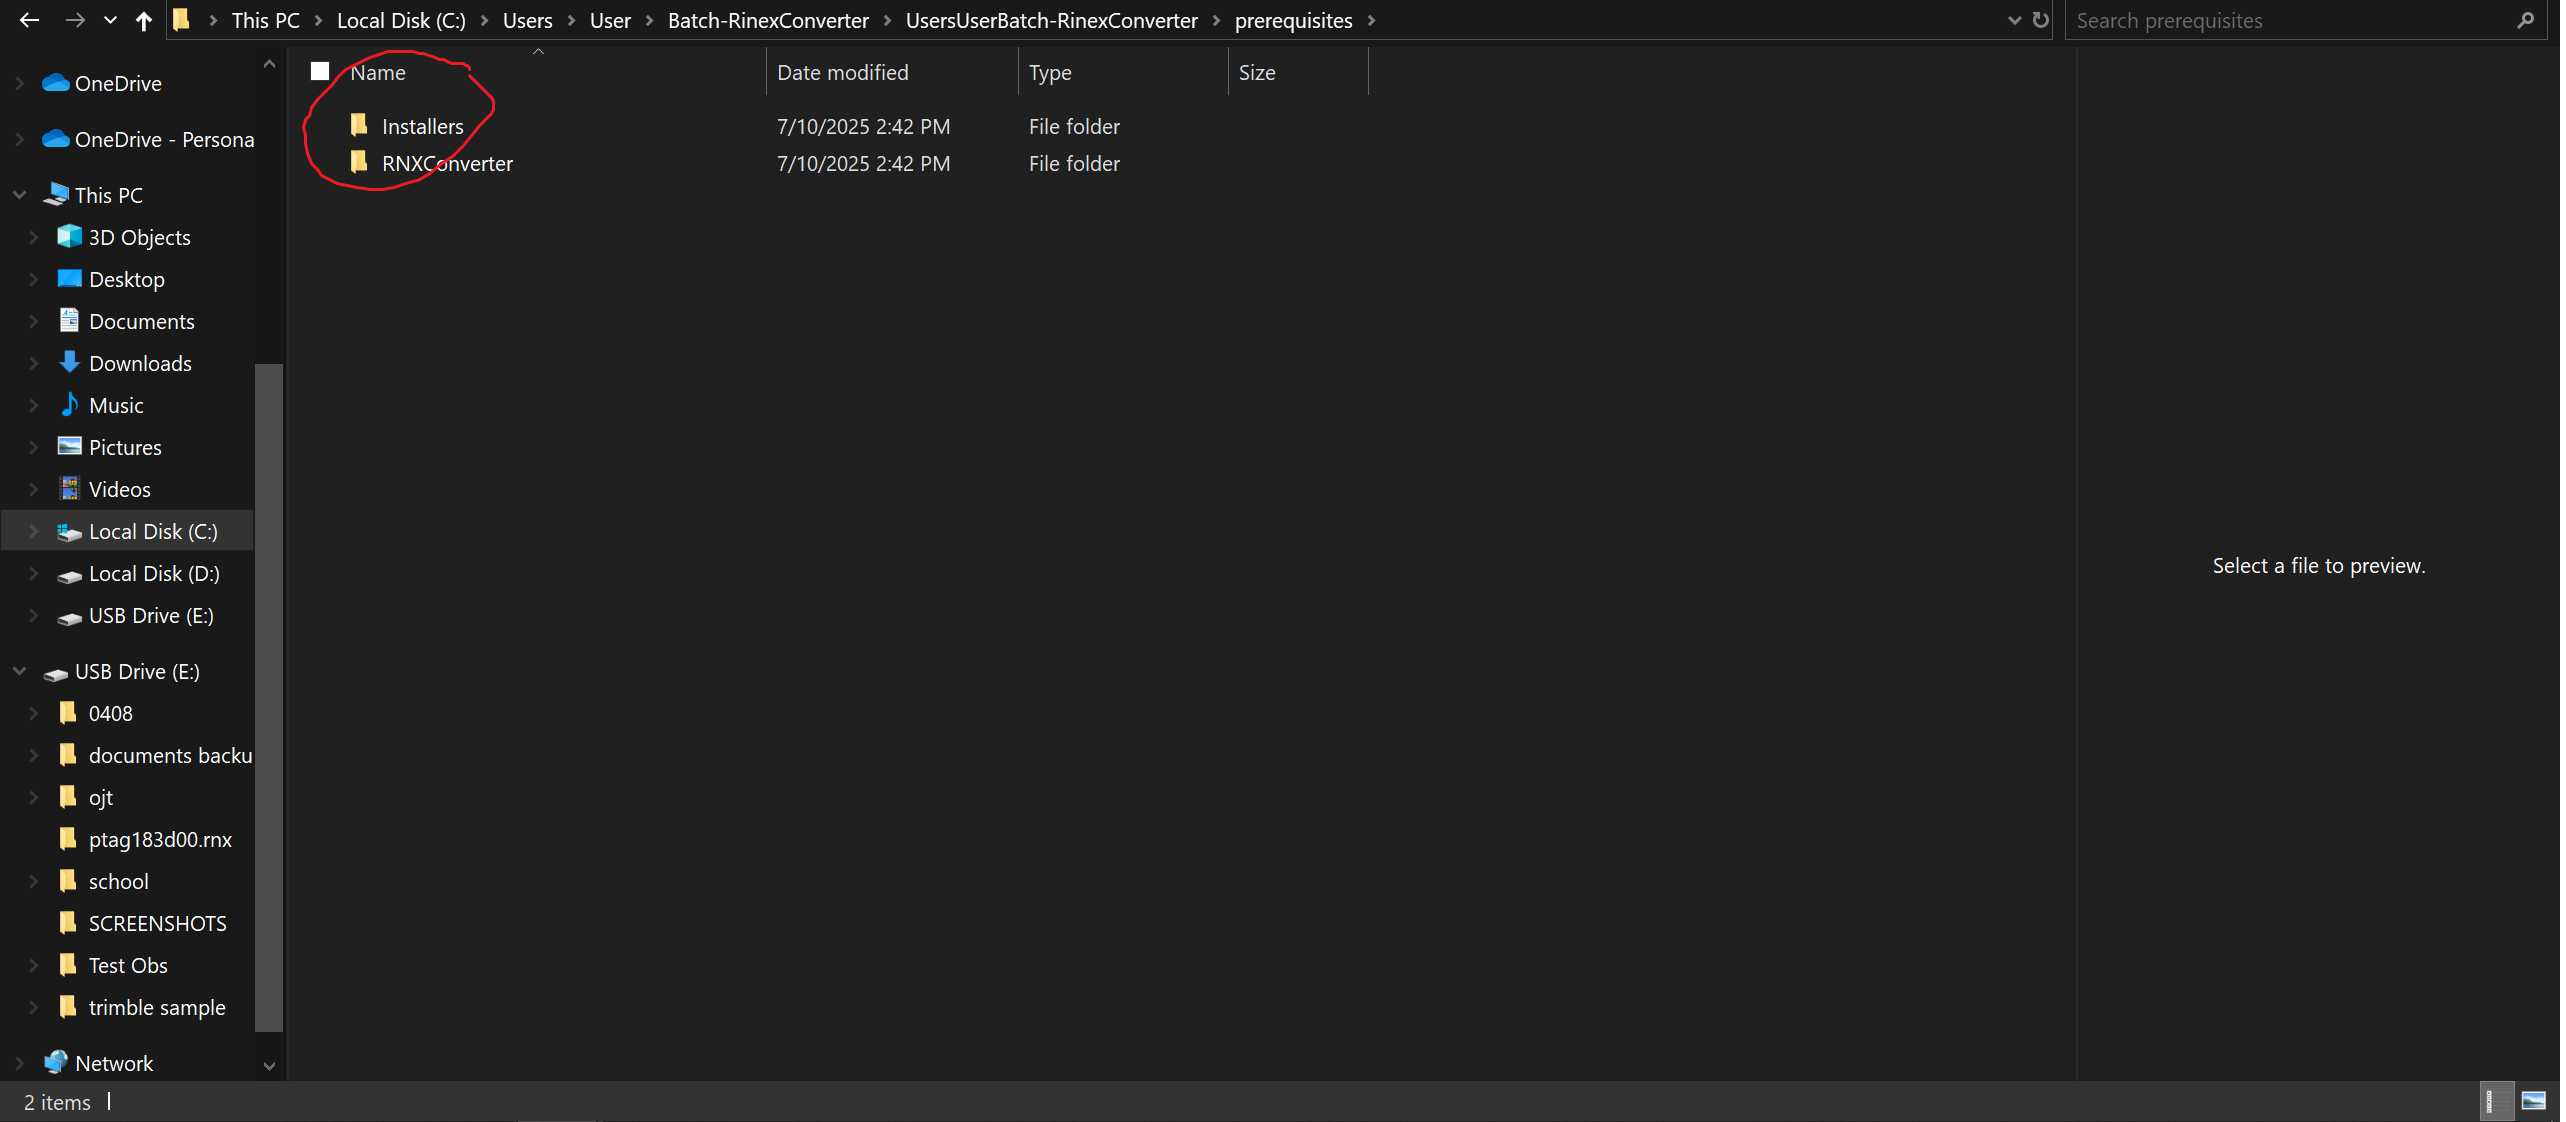 This PC Local Disk (C:) Users User Batch-RinexConverter UsersUserBatch-RinexConverter prerequisites
Search prerequisites
Name Date modified Type Size
Installers 7/10/2025 2:42 PM File folder
RNXConverter 7/10/2025 2:42 PM File folder
OneDrive
OneDrive - Persona
This PC
3D Objects
Desktop
Documents
Downloads
Music
Pictures
Videos
Local Disk (C:)
Local Disk (D:)
USB Drive (E:)
USB Drive (E:)
0408
documents backu
ojt
ptag183d00.rnx
school
SCREENSHOTS
Test Obs
trimble sample
Network
Select a file to preview.
2 items